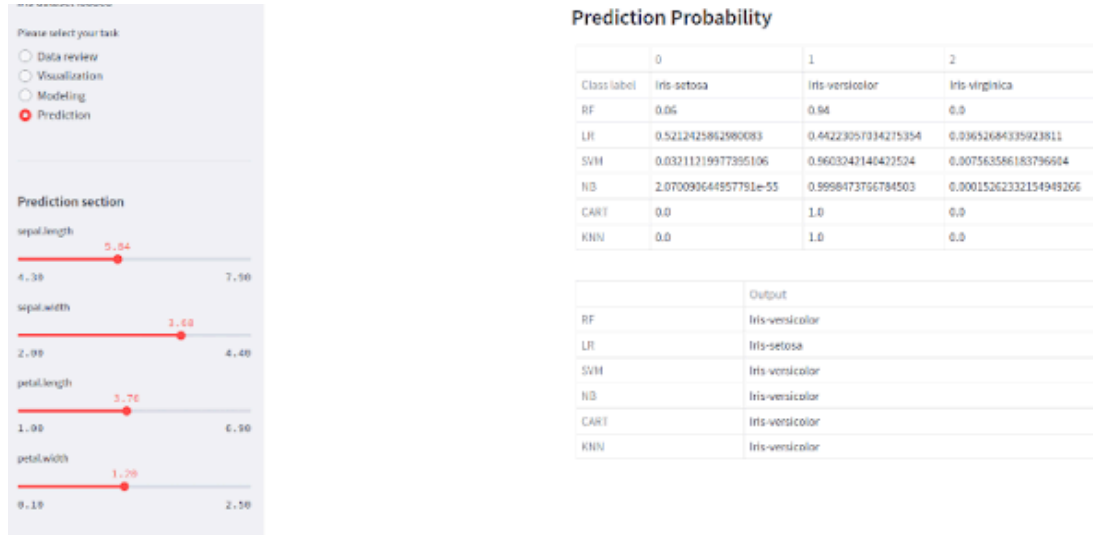 Please select your task
Data review
Visualization
Modeling
Prediction
Prediction section
sepal.length
5.84
4.30 7.90
sepal.width
3.68
2.00 4.40
petal.length
3.76
1.00 6.90
petal.width
1.20
0.10 2.50
Prediction Probability
0 1 2
Class label Iris-setosa Iris-versicolor Iris-virginica
RF 0.06 0.94 0.0
LR 0.5212425862980083 0.44223057034275354 0.03652684335923811
SVM 0.03211219977395106 0.9603242140422524 0.007563586183796604
NB 2.070090644957791e-55 0.9998473766784503 0.00015262332154949266
CART 0.0 1.0 0.0
KNN 0.0 1.0 0.0
Output
RF Iris-versicolor
LR Iris-setosa
SVM Iris-versicolor
NB Iris-versicolor
CART Iris-versicolor
KNN Iris-versicolor